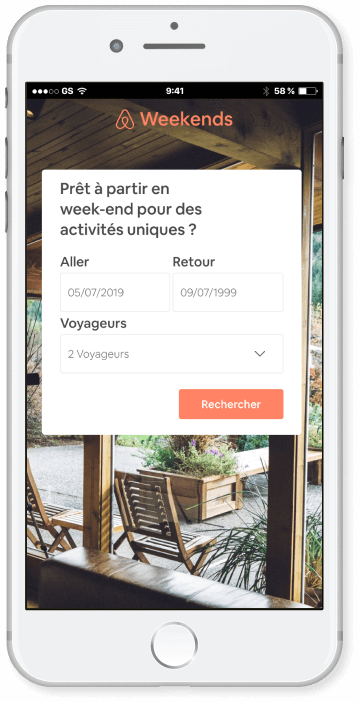 GS
9:41
58 %
Weekends
Prêt à partir en
week-end pour des
activités uniques ?
Aller
Retour
05/07/2019
09/07/1999
Voyageurs
2 Voyageurs
Rechercher